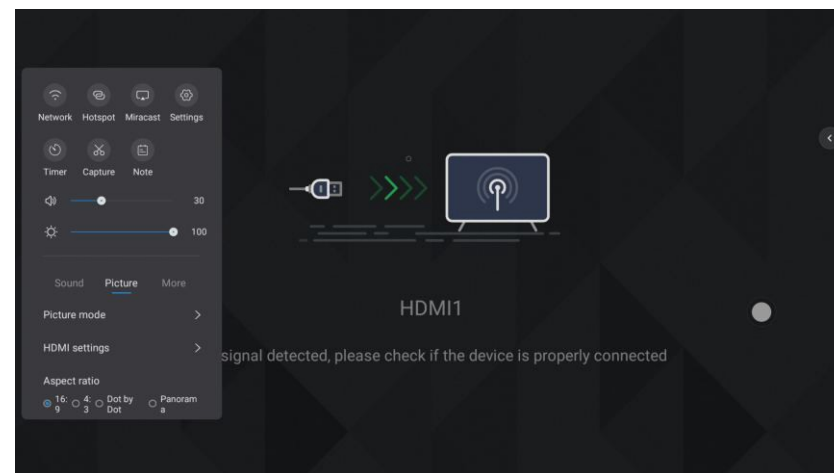 Network Hotspot Miracast Settings
Timer Capture Note
30
100
Sound Picture More
Picture mode
HDMI settings
Aspect ratio
16:9 4:3 Dot by Dot Panorama
HDMI1
signal detected, please check if the device is properly connected